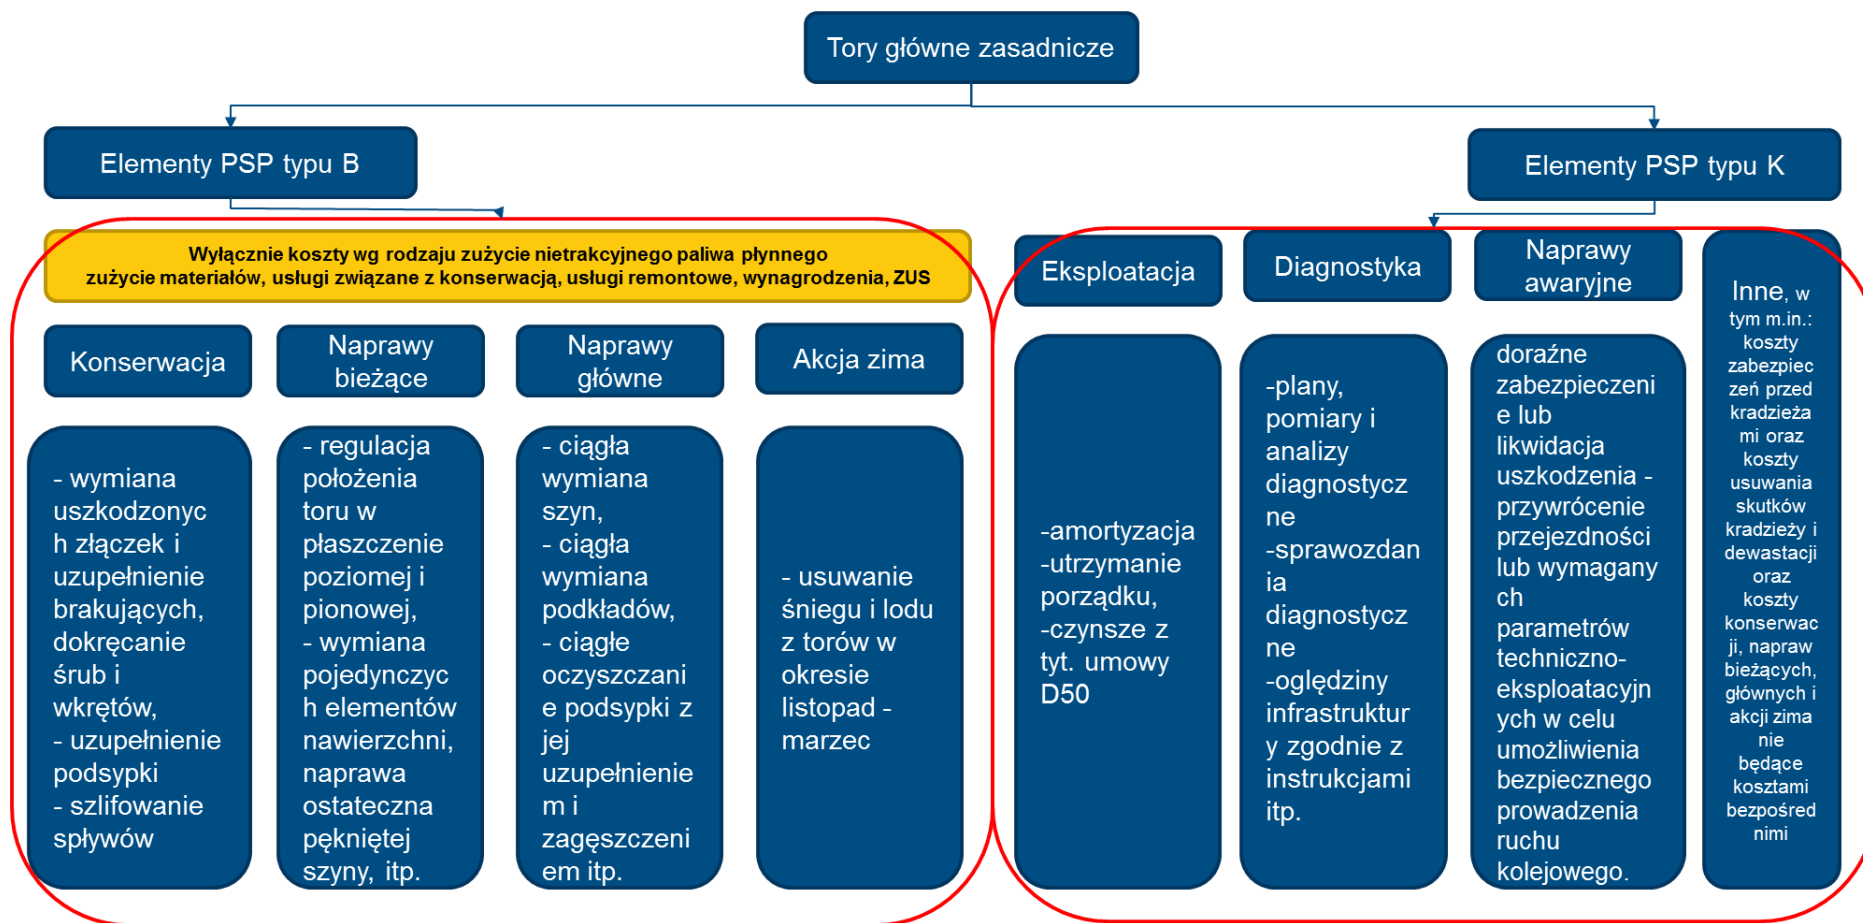 Tory główne zasadnicze
Elementy PSP typu B
Elementy PSP typu K
Wyłącznie koszty wg rodzaju zużycie nietrakcyjnego paliwa płynnego
zużycie materiałów, usługi związane z konserwacją, usługi remontowe, wynagrodzenia, ZUS
Konserwacja
- wymiana
uszkodzonyc
h złączek i
uzupełnienie
brakujących,
dokręcanie
śrub i
wkrętów,
- uzupełnienie
podsypki
- szlifowanie
spływów
Naprawy
bieżące
- regulacja
położenia
toru w
płaszczenie
poziomej i
pionowej,
- wymiana
pojedynczyc
h elementów
nawierzchni,
naprawa
ostateczna
pękniętej
szyny, itp.
Naprawy
główne
- ciągła
wymiana
szyn,
- ciągła
wymiana
podkładów,
- ciągłe
oczyszczani
e podsypki z
jej
uzupełnienie
m i
zagęszczeni
em itp.
Akcja zima
- usuwanie
śniegu i lodu
z torów w
okresie
listopad -
marzec
Eksploatacja
-amortyzacja
-utrzymanie
porządku,
-czynsze z
tyt. umowy
D50
Diagnostyka
-plany,
pomiary i
analizy
diagnostycz
ne
-sprawozda
nia
diagnostycz
ne
-oględziny
infrastruktur
y zgodnie z
instrukcjami
itp.
Naprawy
awaryjne
doraźne
zabezpieczeni
e lub
likwidacja
uszkodzenia -
przywrócenie
przejezdności
lub wymagany
ch
parametrów
techniczno-
eksploatacyjn
ych w celu
umożliwienia
bezpiecznego
prowadzenia
ruchu
kolejowego.
Inne, w
tym m.in.:
koszty
zabezpiec
zeń przed
kradzieża
mi oraz
koszty
usuwania
skutków
kradzieży i
dewastacji
oraz
koszty
konserwac
ji, napraw
bieżących,
głównych i
akcji zima
nie
będące
kosztami
bezpośred
nimi